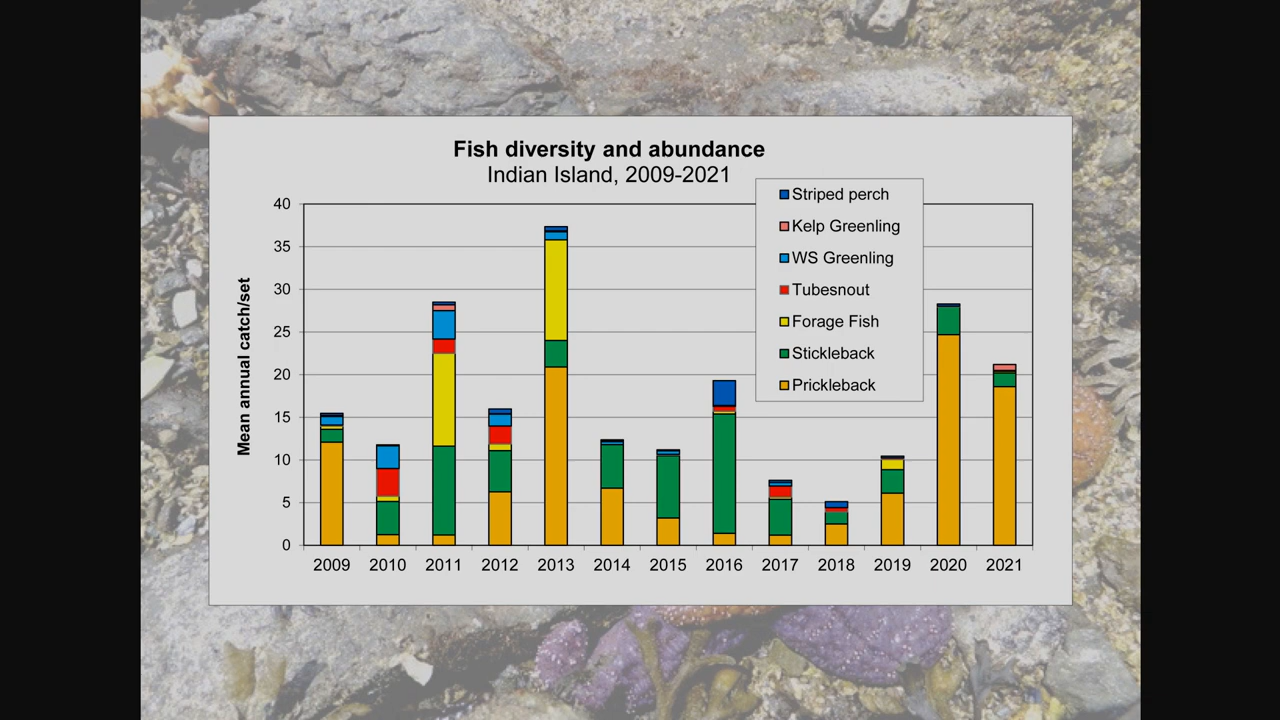 Fish diversity and abundance
Indian Island, 2009-2021
Striped perch
Kelp Greenling
WS Greenling
Tubesnout
Forage Fish
Stickleback
Prickleback
Mean annual catch/set
40
35
30
25
20
15
10
5
0
2009 2010 2011 2012 2013 2014 2015 2016 2017 2018 2019 2020 2021